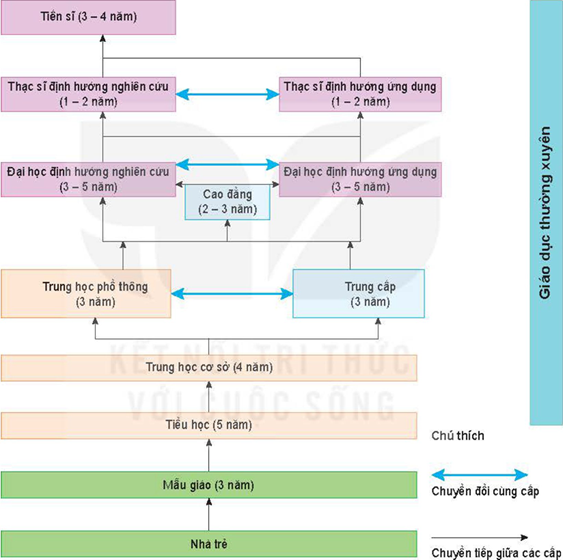 Tiến sĩ (3 – 4 năm)
Thạc sĩ định hướng nghiên cứu
(1 – 2 năm)
Thạc sĩ định hướng ứng dụng
(1 – 2 năm)
Đại học định hướng nghiên cứu
(3 – 5 năm)
Đại học định hướng ứng dụng
(3 – 5 năm)
Cao đẳng
(2 – 3 năm)
Trung học phổ thông
(3 năm)
Trung cấp
(3 năm)
Trung học cơ sở (4 năm)
Tiểu học (5 năm)
Mẫu giáo (3 năm)
Nhà trẻ
Giáo dục thường xuyên
Chú thích
Chuyển đổi cùng cấp
Chuyển tiếp giữa các cấp
KẾT NỐI TRI THỨC
VỚI CUỘC SỐNG